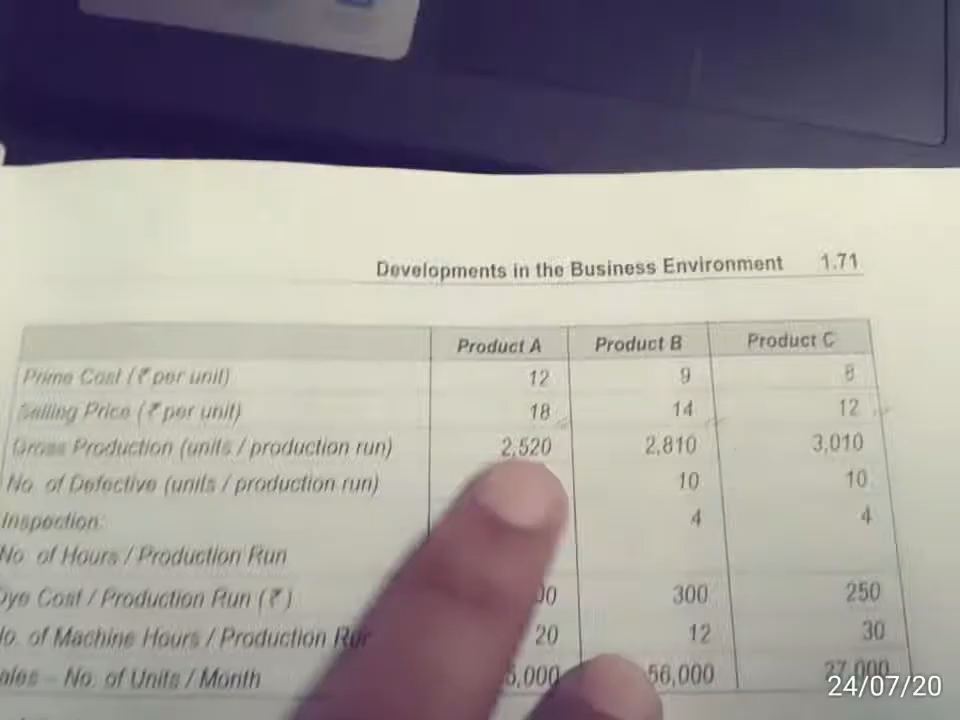 Developments in the Business Environment 1.71
Product A Product B Product C
Prime Cost (₹ per unit) 12 9 8
Selling Price (₹ per unit) 18 14 12
Gross Production (units / production run) 2,520 2,810 3,010
No. of Defective (units / production run) 10 10
Inspection: 4 4
No. of Hours / Production Run
Dye Cost / Production Run (₹) 300 250
No. of Machine Hours / Production Run 20 12 30
Sales – No. of Units / Month 56,000 27,000
24/07/20